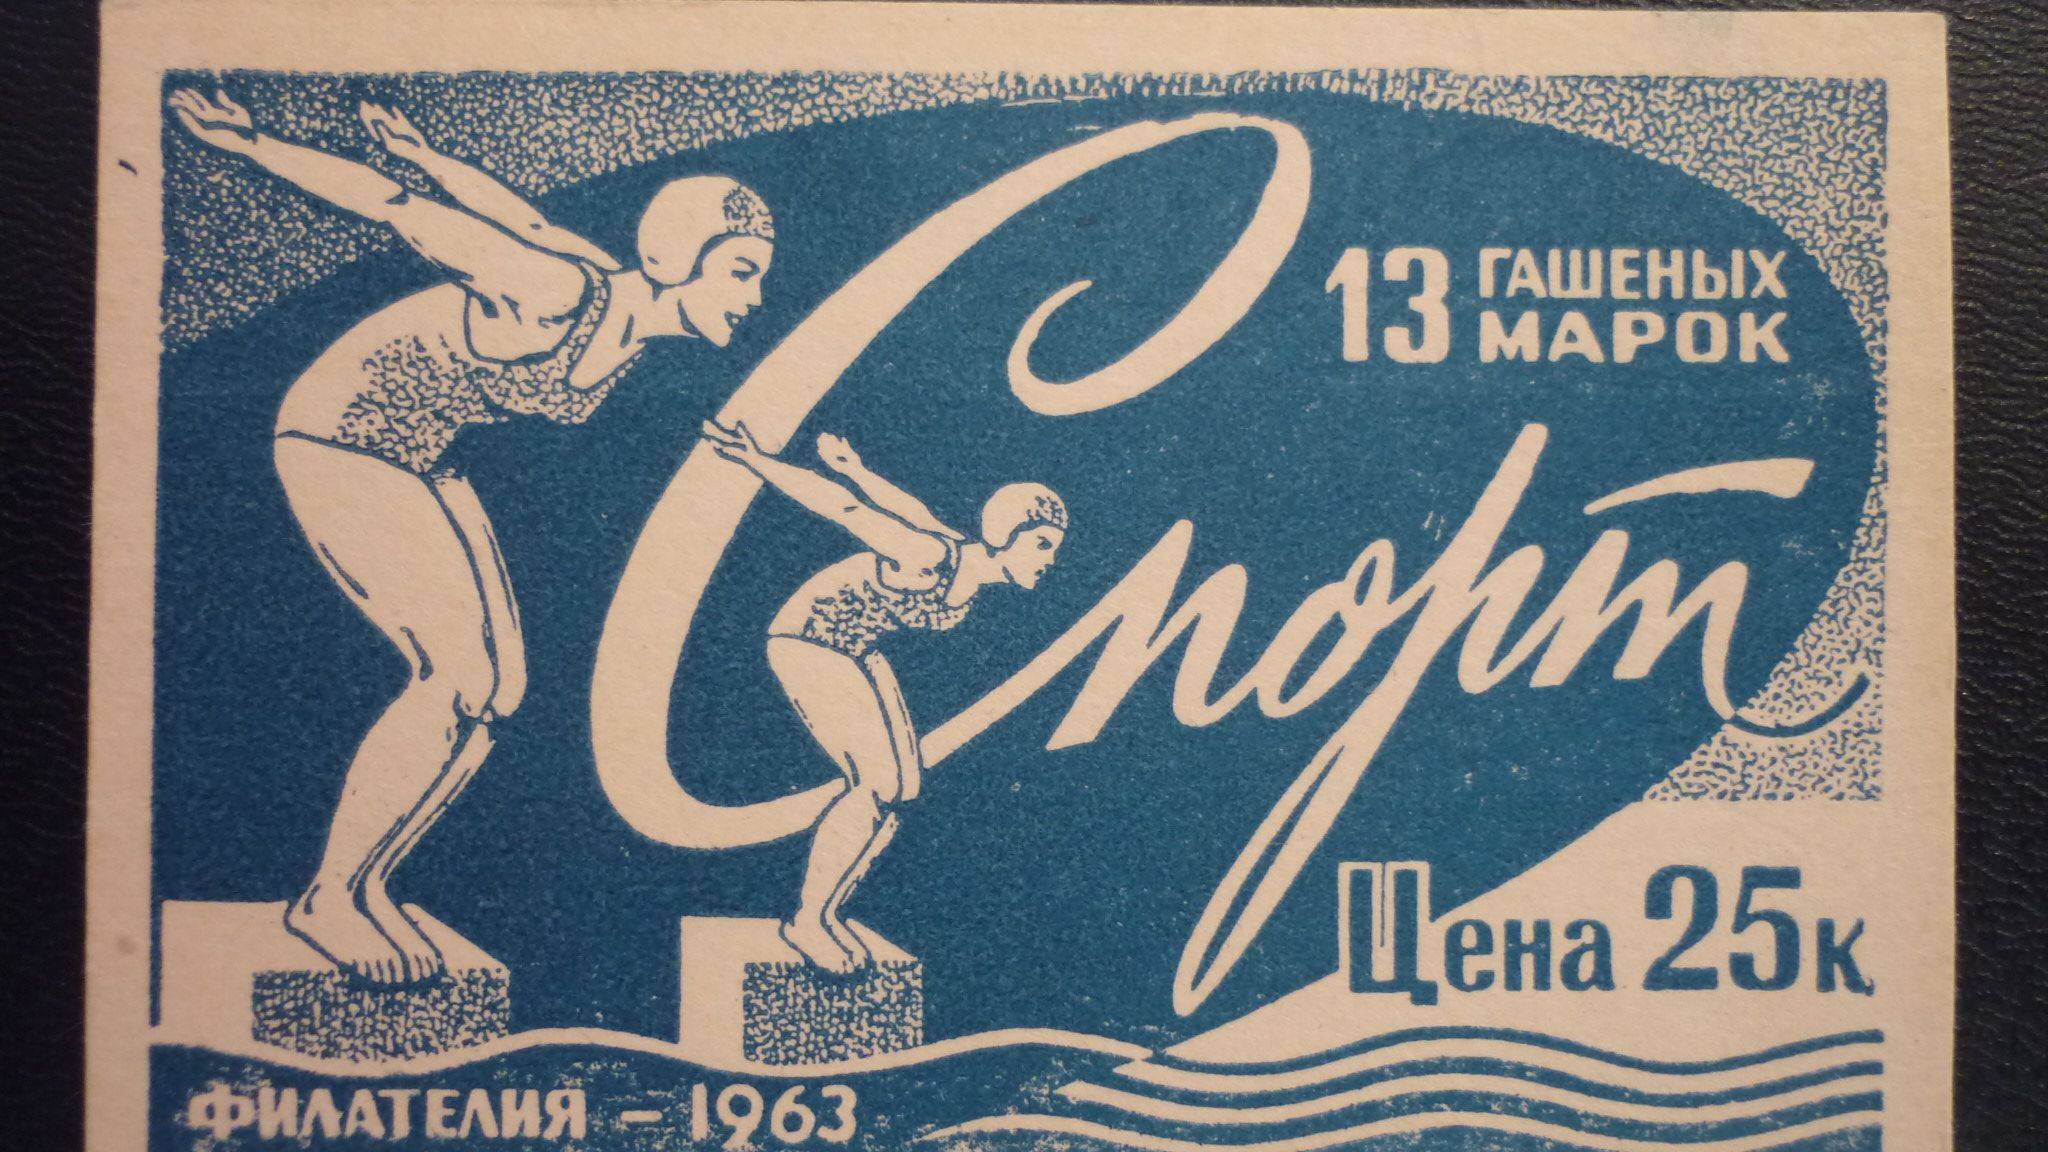 13 ГАШЕНЫХ
МАРОК
Спорт
Цена 25к
ФИЛАТЕЛИЯ – 1963